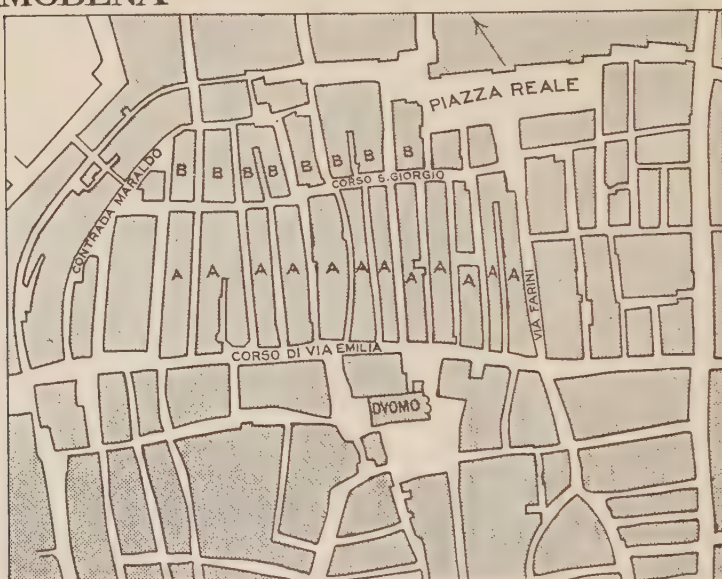 MODENA
PIAZZA REALE
CONTRADA MARALDO
B B B B B B B B
CORSO S. GIORGIO
A A A A A A A A A A A A
VIA FARINI
CORSO DI VIA EMILIA
DVOMO